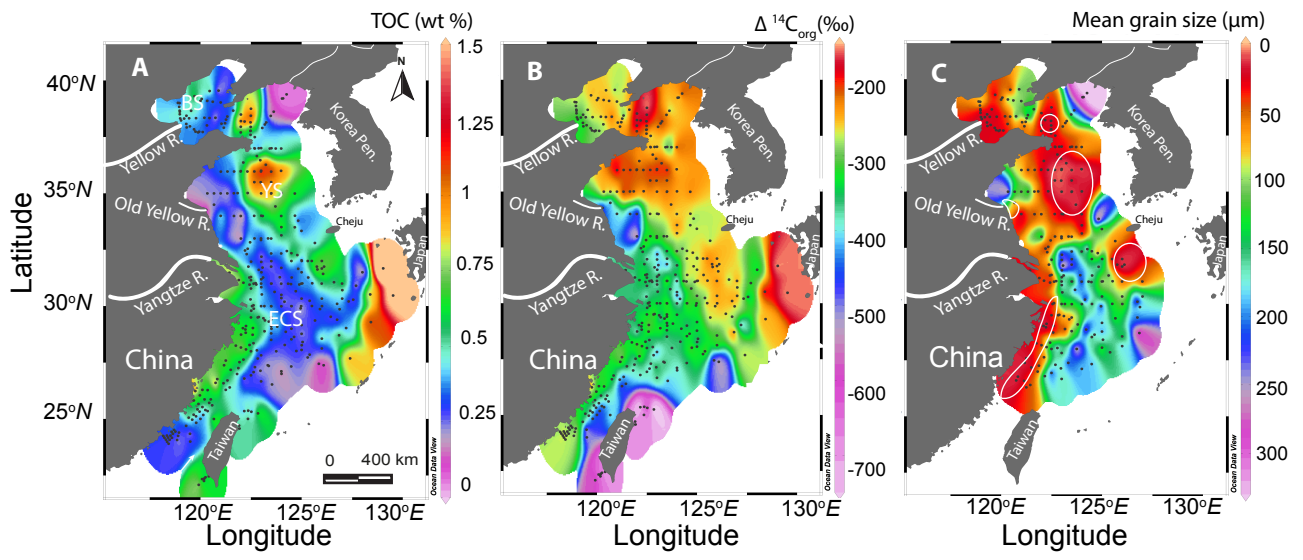 TOC (wt %)
Δ ¹⁴C_org(‰)
Mean grain size (μm)
A
N
BS
Yellow R.
Korea Pen.
YS
Old Yellow R.
Cheju
Japan
Yangtze R.
ECS
China
Taiwan
0 400 km
Ocean Data View
40°N
35°N
30°N
25°N
Latitude
120°E 125°E 130°E
Longitude
1.5
1.25
1
0.75
0.5
0.25
0
B
Yellow R.
Korea Pen.
Old Yellow R.
Cheju
Japan
Yangtze R.
China
Taiwan
Ocean Data View
120°E 125°E 130°E
Longitude
-200
-300
-400
-500
-600
-700
C
Yellow R.
Korea Pen.
Old Yellow R.
Cheju
Japan
Yangtze R.
China
Taiwan
Ocean Data View
120°E 125°E 130°E
Longitude
0
50
100
150
200
250
300